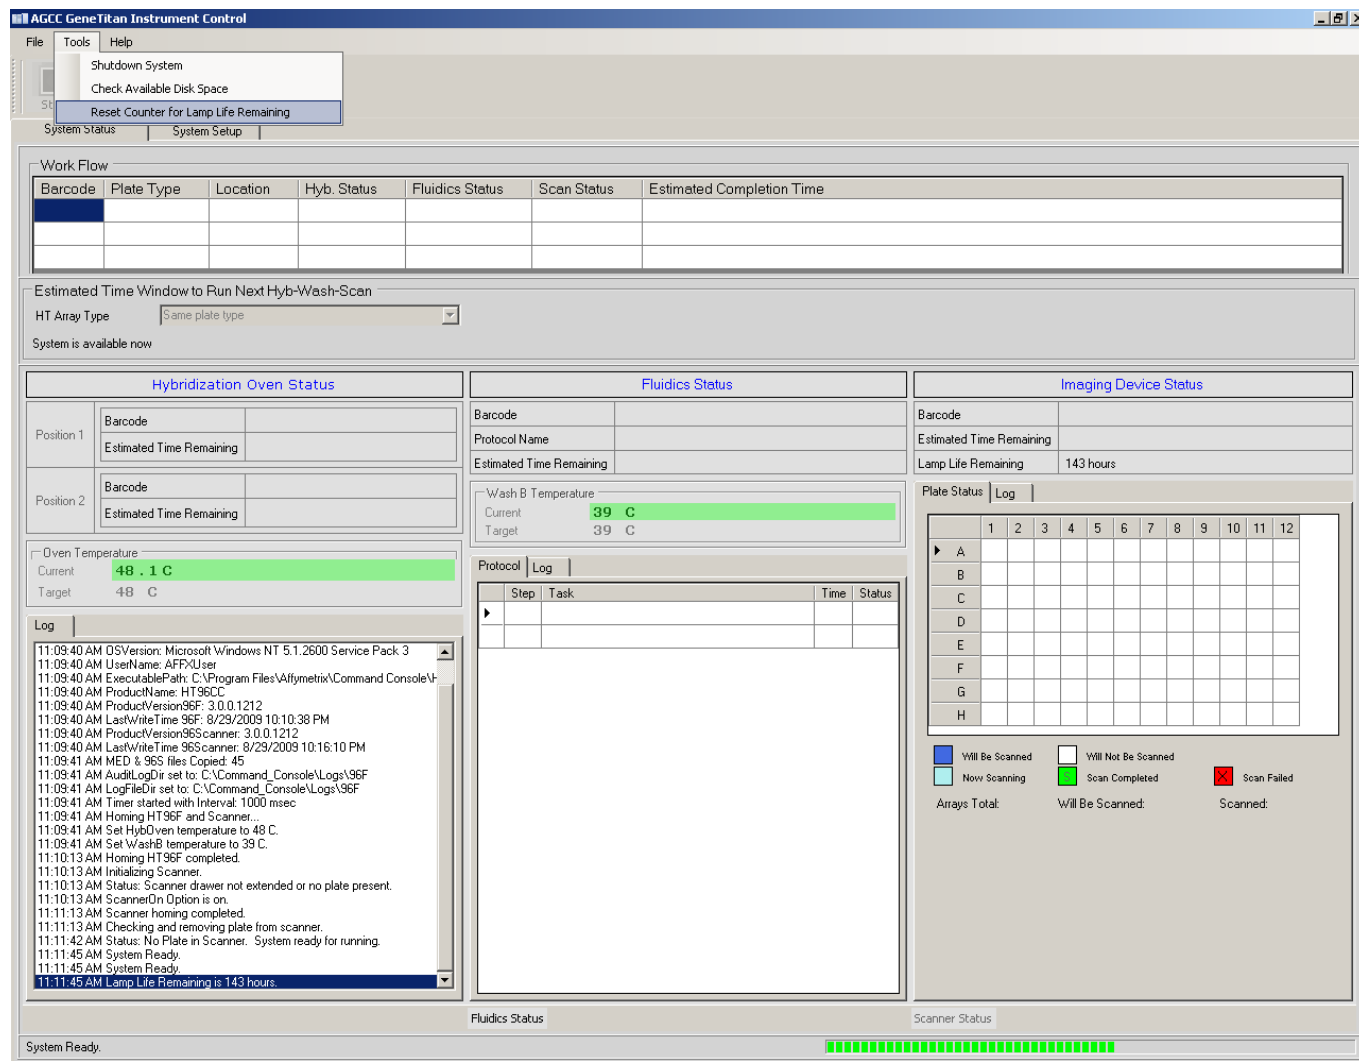 AGCC GeneTitan Instrument Control
File Tools Help
Shutdown System
Check Available Disk Space
Reset Counter for Lamp Life Remaining
System Status System Setup
Work Flow
Barcode Plate Type Location Hyb. Status Fluidics Status Scan Status Estimated Completion Time
Estimated Time Window to Run Next Hyb-Wash-Scan
HT Array Type Same plate type
System is available now
Hybridization Oven Status
Position 1
Barcode
Estimated Time Remaining
Position 2
Barcode
Estimated Time Remaining
Oven Temperature
Current 48 . 1 C
Target 48 C
Log
11:09:40 AM OSVersion: Microsoft Windows NT 5.1.2600 Service Pack 3
11:09:40 AM UserName: AFFXUser
11:09:40 AM ExecutablePath: C:\Program Files\Affymetrix\Command Console\H
11:09:40 AM ProductName: HT96CC
11:09:40 AM ProductVersion96F: 3.0.0.1212
11:09:40 AM LastWriteTime 96F: 8/29/2009 10:10:38 PM
11:09:40 AM ProductVersion96Scanner: 3.0.0.1212
11:09:40 AM LastWriteTime 96Scanner: 8/29/2009 10:16:10 PM
11:09:41 AM MED & 96S files Copied: 45
11:09:41 AM AuditLogDir set to: C:\Command_Console\Logs\96F
11:09:41 AM LogFileDir set to: C:\Command_Console\Logs\96F
11:09:41 AM Timer started with Interval: 1000 msec
11:09:41 AM Homing HT96F and Scanner...
11:09:41 AM Set HybOven temperature to 48 C.
11:09:41 AM Set WashB temperature to 39 C.
11:10:13 AM Homing HT96F completed.
11:10:13 AM Initializing Scanner.
11:10:13 AM Status: Scanner drawer not extended or no plate present.
11:10:13 AM ScannerOn Option is on.
11:11:13 AM Scanner homing completed.
11:11:13 AM Checking and removing plate from scanner.
11:11:42 AM Status: No Plate in Scanner. System ready for running.
11:11:45 AM System Ready.
11:11:45 AM System Ready.
11:11:45 AM Lamp Life Remaining is 143 hours.
Fluidics Status
Barcode
Protocol Name
Estimated Time Remaining
Wash B Temperature
Current 39 C
Target 39 C
Protocol Log
Step Task Time Status
Fluidics Status
Imaging Device Status
Barcode
Estimated Time Remaining
Lamp Life Remaining 143 hours
Plate Status Log
1 2 3 4 5 6 7 8 9 10 11 12
A
B
C
D
E
F
G
H
Will Be Scanned Will Not Be Scanned
Now Scanning S Scan Completed X Scan Failed
Arrays Total: Will Be Scanned: Scanned:
Scanner Status
System Ready.